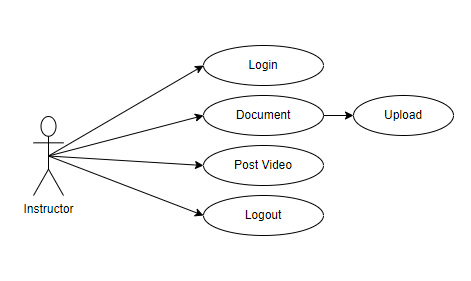 Login
Document
Upload
Post Video
Logout
Instructor